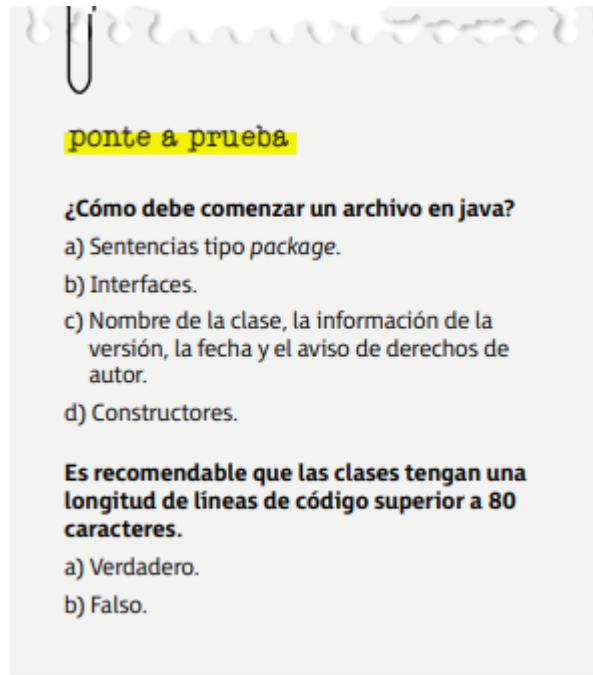 ponte a prueba
¿Cómo debe comenzar un archivo en java?
a) Sentencias tipo package.
b) Interfaces.
c) Nombre de la clase, la información de la
versión, la fecha y el aviso de derechos de
autor.
d) Constructores.
Es recomendable que las clases tengan una
longitud de líneas de código superior a 80
caracteres.
a) Verdadero.
b) Falso.